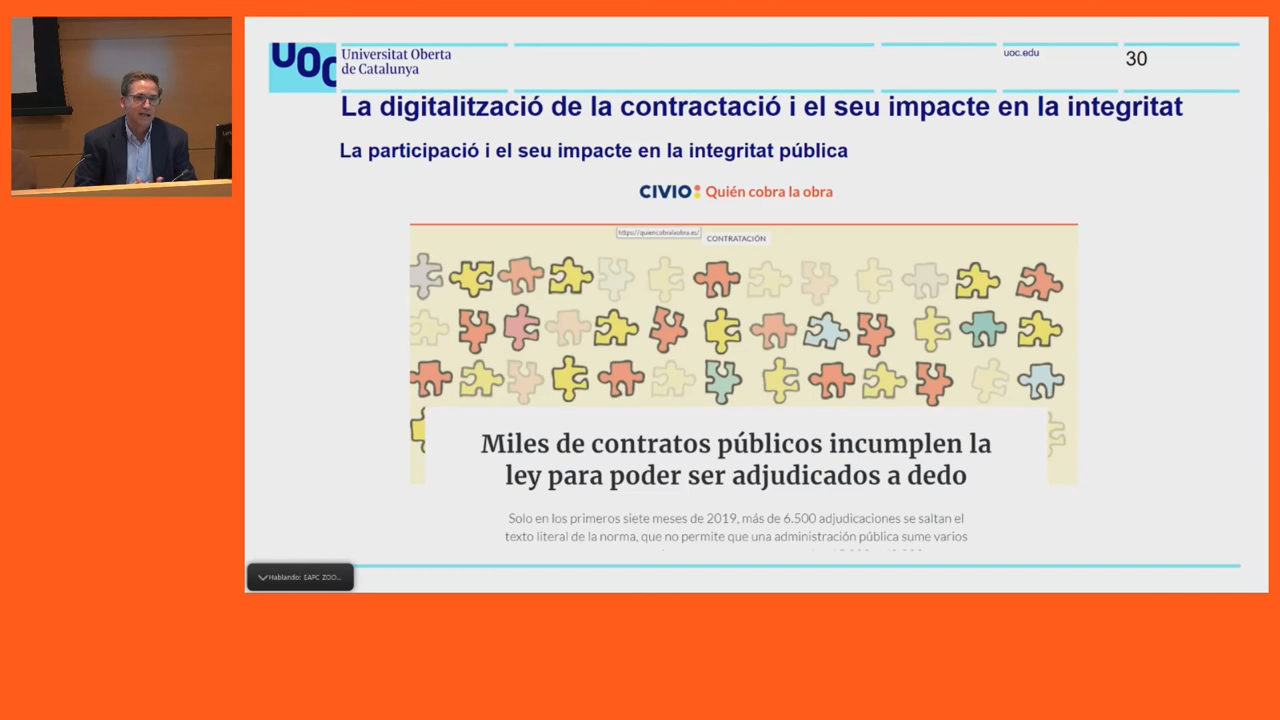 UOC
Universitat Oberta
de Catalunya
uoc.edu
30
La digitalització de la contractació i el seu impacte en la integritat
La participació i el seu impacte en la integritat pública
CIVIO: Quién cobra la obra
https://quiencobralaobra.es/
CONTRATACIÓN
Miles de contratos públicos incumplen la
ley para poder ser adjudicados a dedo
Solo en los primeros siete meses de 2019, más de 6.500 adjudicaciones se saltan el
texto literal de la norma, que no permite que una administración pública sume varios
Hablando: EAPC ZOO...